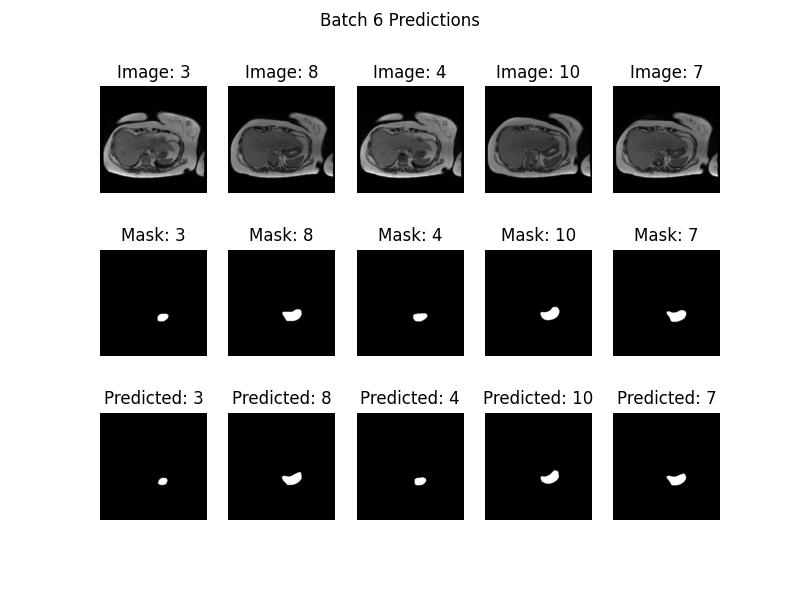 Batch 6 Predictions
Image: 3
Image: 8
Image: 4
Image: 10
Image: 7
Mask: 3
Mask: 8
Mask: 4
Mask: 10
Mask: 7
Predicted: 3
Predicted: 8
Predicted: 4
Predicted: 10
Predicted: 7